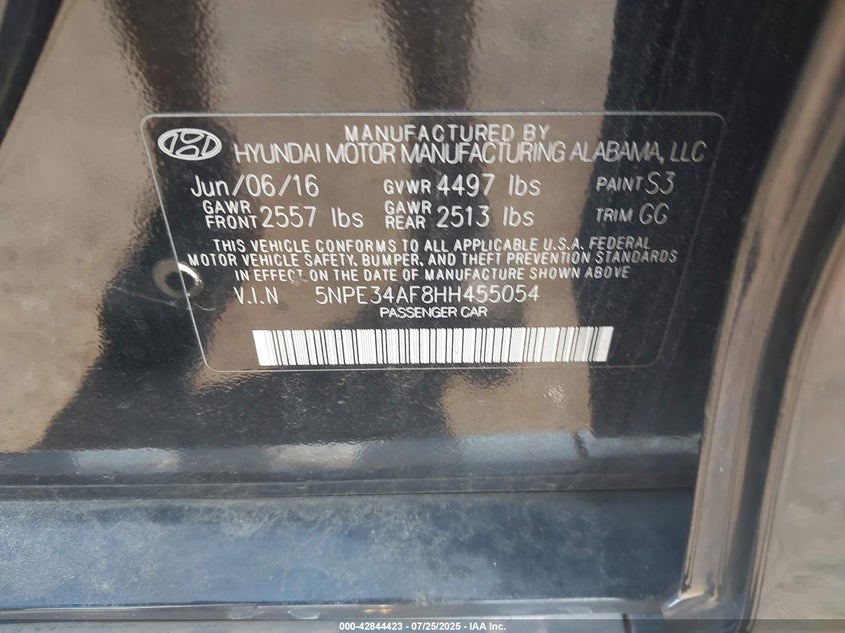 MANUFACTURED BY
HYUNDAI MOTOR MANUFACTURING ALABAMA, LLC
Jun/06/16 GVWR 4497 lbs PAINT S3
GAWR FRONT 2557 lbs GAWR REAR 2513 lbs TRIM GG
THIS VEHICLE CONFORMS TO ALL APPLICABLE U.S.A. FEDERAL
MOTOR VEHICLE SAFETY, BUMPER, AND THEFT PREVENTION STANDARDS
IN EFFECT ON THE DATE OF MANUFACTURE SHOWN ABOVE
V.I.N 5NPE34AF8HH455054
PASSENGER CAR
000-42844423 - 07/25/2025 - IAA Inc.